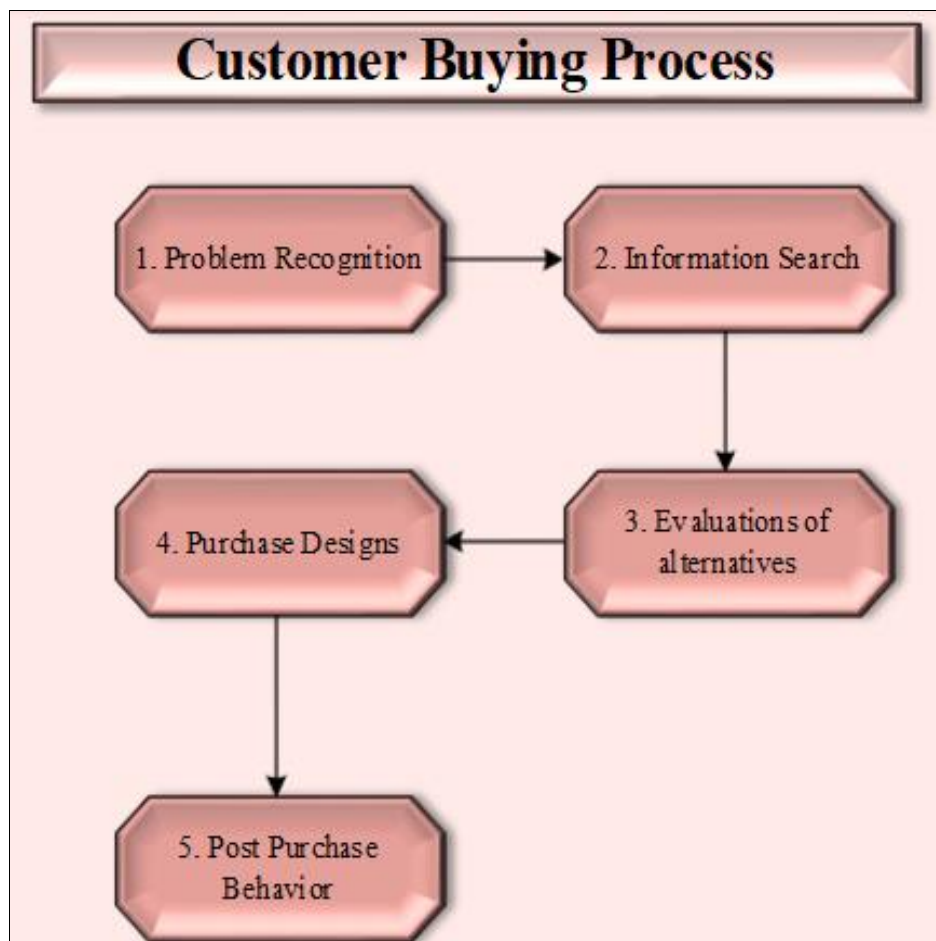 Customer Buying Process
1. Problem Recognition
2. Information Search
3. Evaluations of
alternatives
4. Purchase Designs
5. Post Purchase
Behavior